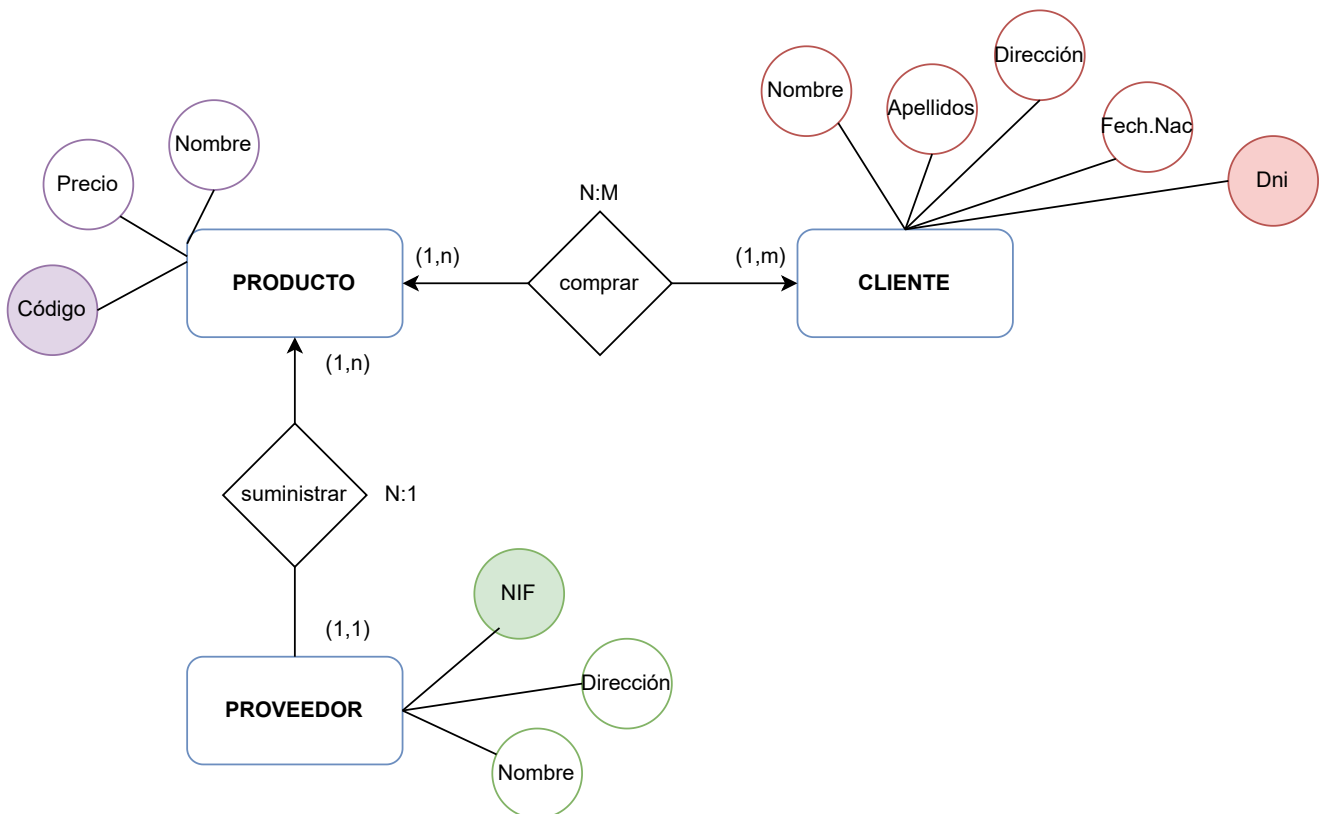 Dirección
Nombre
Apellidos
Fech.Nac
Dni
Nombre
Precio
Código
PRODUCTO
(1,n)
N:M
comprar
(1,m)
CLIENTE
(1,n)
suministrar
N:1
(1,1)
PROVEEDOR
NIF
Dirección
Nombre